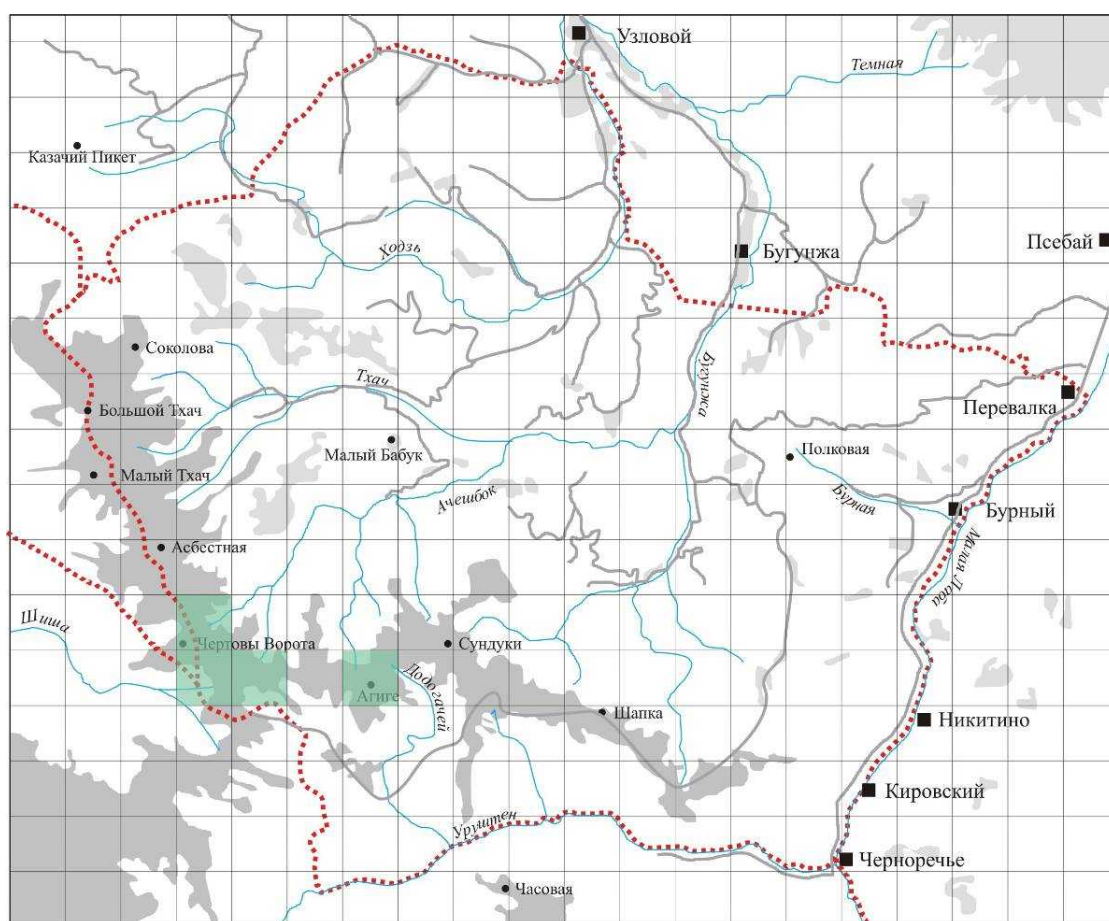 Узловой
Темная
Казачий Пикет
Псебай
Ходзь
Бугунжа
Соколова
Бугунжа
Тхач
Перевалка
Большой Тхач
Малый Бабук
Полковая
Малый Тхач
Ачешбок
Бурная
Бурный
Асбестная
Малая Лаба
Шиша
Чертовы Ворота
Сундуки
Додогачей
Агиге
Шапка
Никитино
Кировский
Уруштен
Черноречье
Часовая